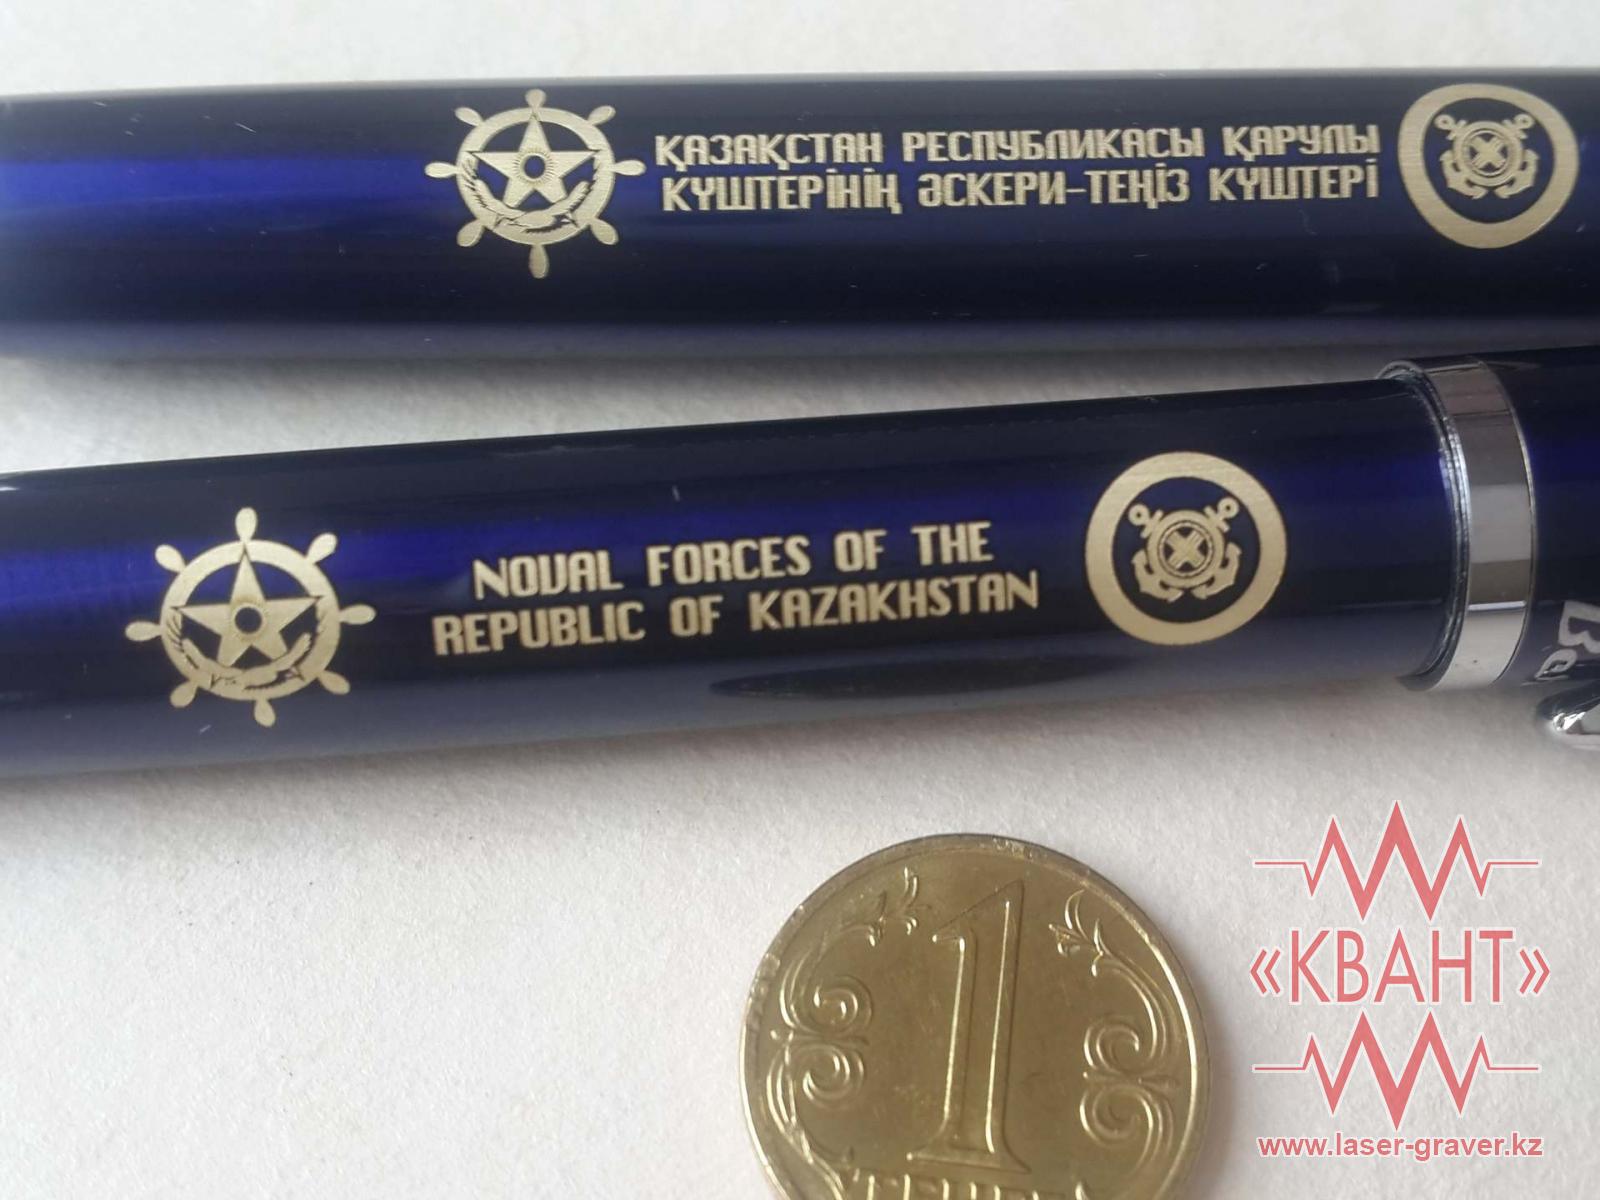 ҚАЗАҚСТАН РЕСПУБЛИКАСЫ ҚАРУЛЫ
КҮШТЕРІНІҢ ӘСКЕРИ-ТЕҢІЗ КҮШТЕРІ
NOVAL FORCES OF THE
REPUBLIC OF KAZAKHSTAN
1
«КВАНТ»
www.laser-graver.kz